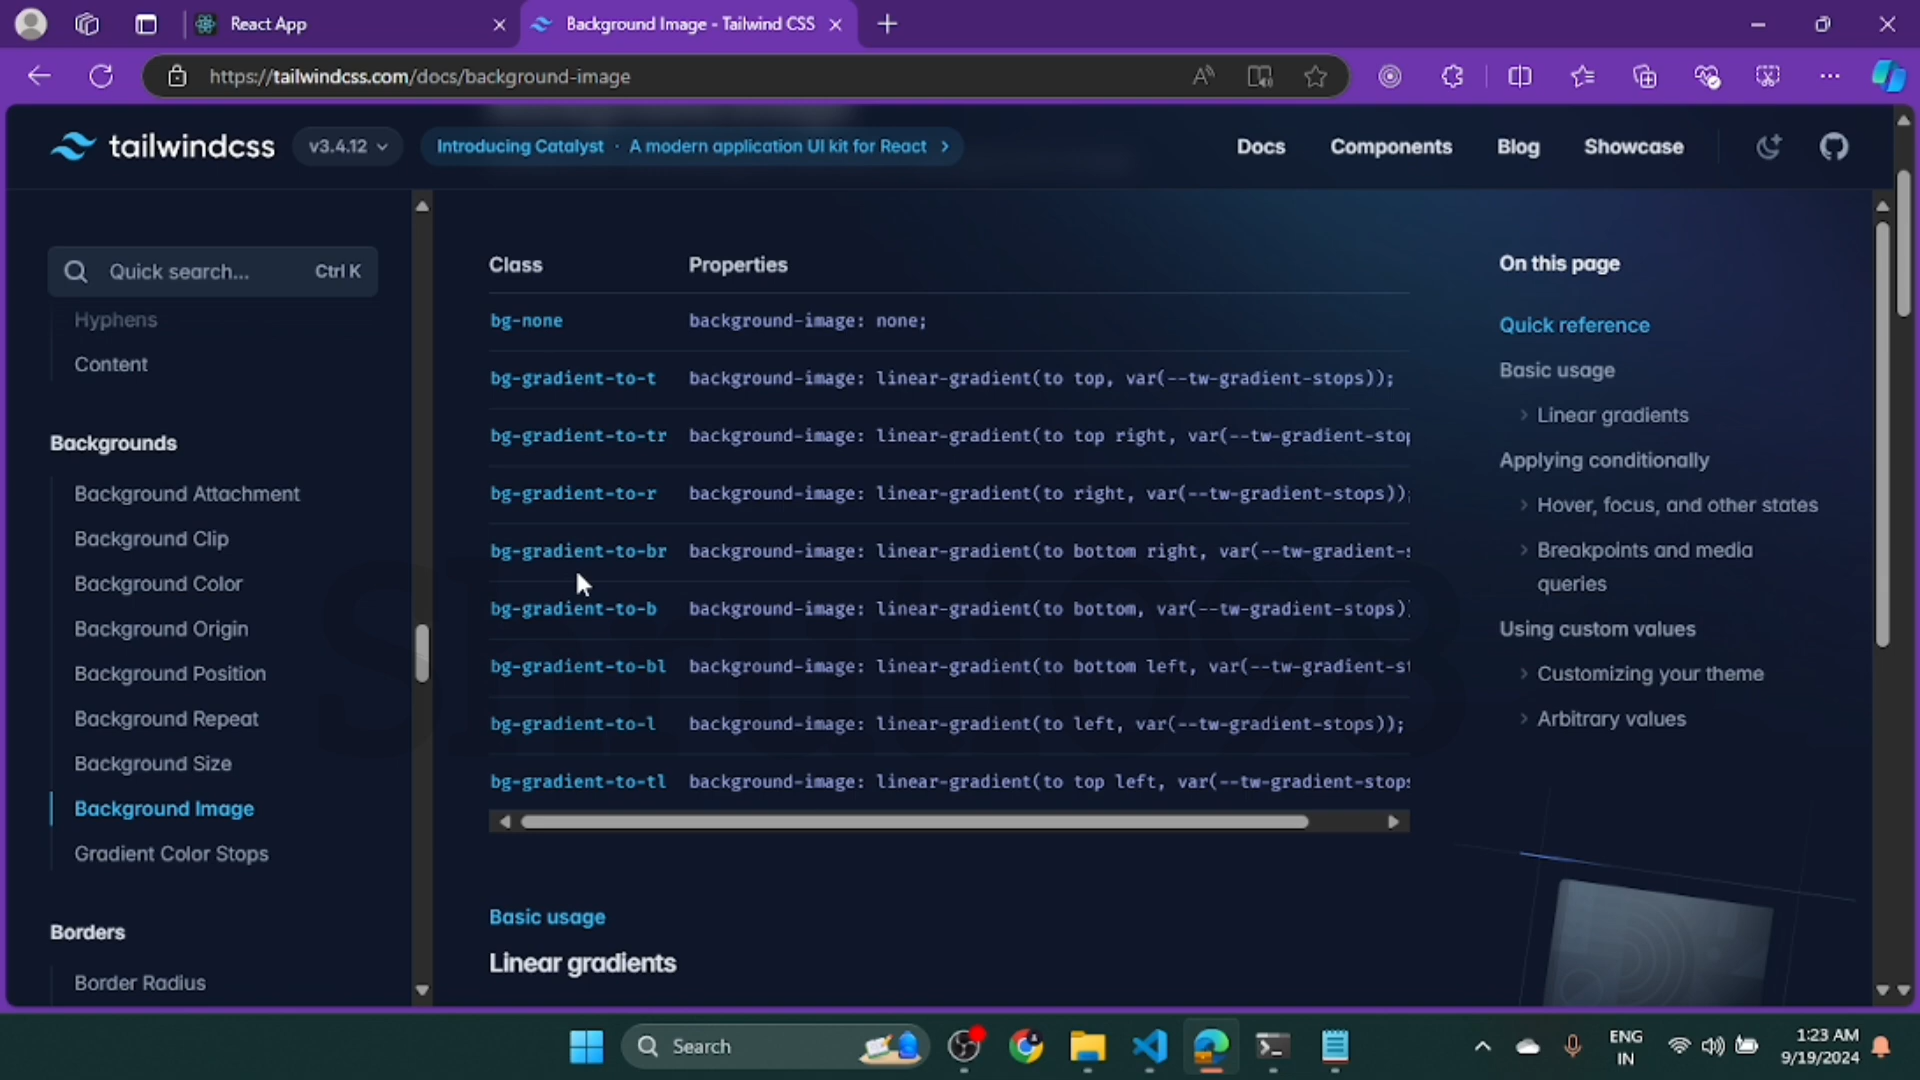 React App
Background Image - Tailwind CSS
https://tailwindcss.com/docs/background-image
tailwindcss
v3.4.12
Introducing Catalyst · A modern application UI kit for React
Docs
Components
Blog
Showcase
Quick search...
Ctrl K
Hyphens
Content
Backgrounds
Background Attachment
Background Clip
Background Color
Background Origin
Background Position
Background Repeat
Background Size
Background Image
Gradient Color Stops
Borders
Border Radius
Class Properties
bg-none background-image: none;
bg-gradient-to-t background-image: linear-gradient(to top, var(--tw-gradient-stops));
bg-gradient-to-tr background-image: linear-gradient(to top right, var(--tw-gradient-stop
bg-gradient-to-r background-image: linear-gradient(to right, var(--tw-gradient-stops));
bg-gradient-to-br background-image: linear-gradient(to bottom right, var(--tw-gradient-s
bg-gradient-to-b background-image: linear-gradient(to bottom, var(--tw-gradient-stops))
bg-gradient-to-bl background-image: linear-gradient(to bottom left, var(--tw-gradient-st
bg-gradient-to-l background-image: linear-gradient(to left, var(--tw-gradient-stops));
bg-gradient-to-tl background-image: linear-gradient(to top left, var(--tw-gradient-stops
Basic usage
Linear gradients
On this page
Quick reference
Basic usage
Linear gradients
Applying conditionally
Hover, focus, and other states
Breakpoints and media
queries
Using custom values
Customizing your theme
Arbitrary values
Search
ENG
IN
1:23 AM
9/19/2024